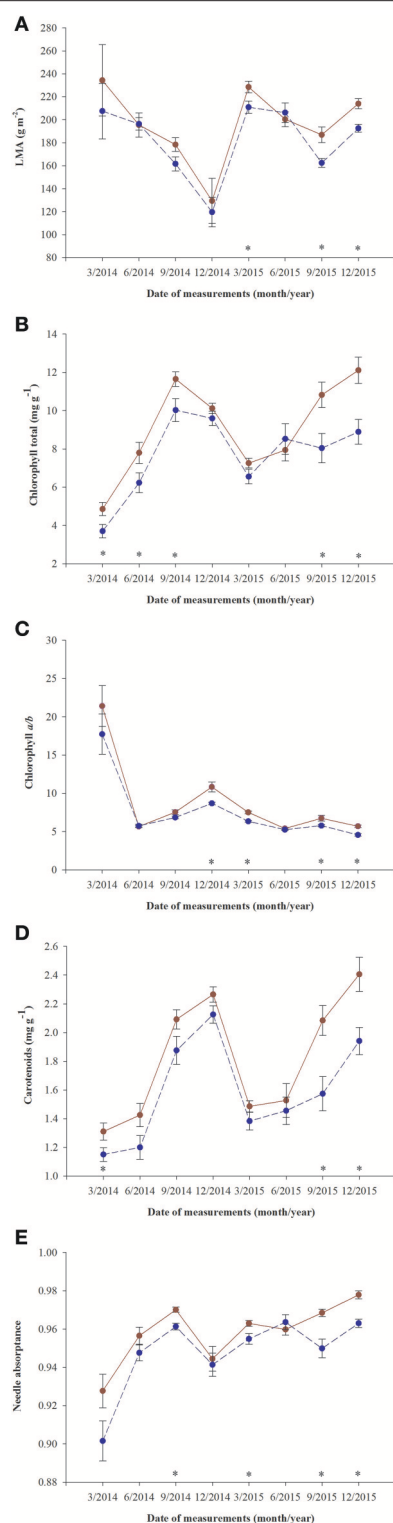 A
280
260
240
220
200
180
160
140
120
100
80
LMA (g m-2)
* * *
3/2014 6/2014 9/2014 12/2014 3/2015 6/2015 9/2015 12/2015
Date of measurements (month/year)
B
14
12
10
8
6
4
2
Chlorophyll total (mg g-1)
* * * * *
3/2014 6/2014 9/2014 12/2014 3/2015 6/2015 9/2015 12/2015
Date of measurements (month/year)
C
30
25
20
15
10
5
0
Chlorophyll a/b
* * * *
3/2014 6/2014 9/2014 12/2014 3/2015 6/2015 9/2015 12/2015
Date of measurements (month/year)
D
2.6
2.4
2.2
2.0
1.8
1.6
1.4
1.2
1.0
Carotenoids (mg g-1)
* * *
3/2014 6/2014 9/2014 12/2014 3/2015 6/2015 9/2015 12/2015
Date of measurements (month/year)
E
1.00
0.98
0.96
0.94
0.92
0.90
0.88
Needle absorptance
* * * *
3/2014 6/2014 9/2014 12/2014 3/2015 6/2015 9/2015 12/2015
Date of measurements (month/year)